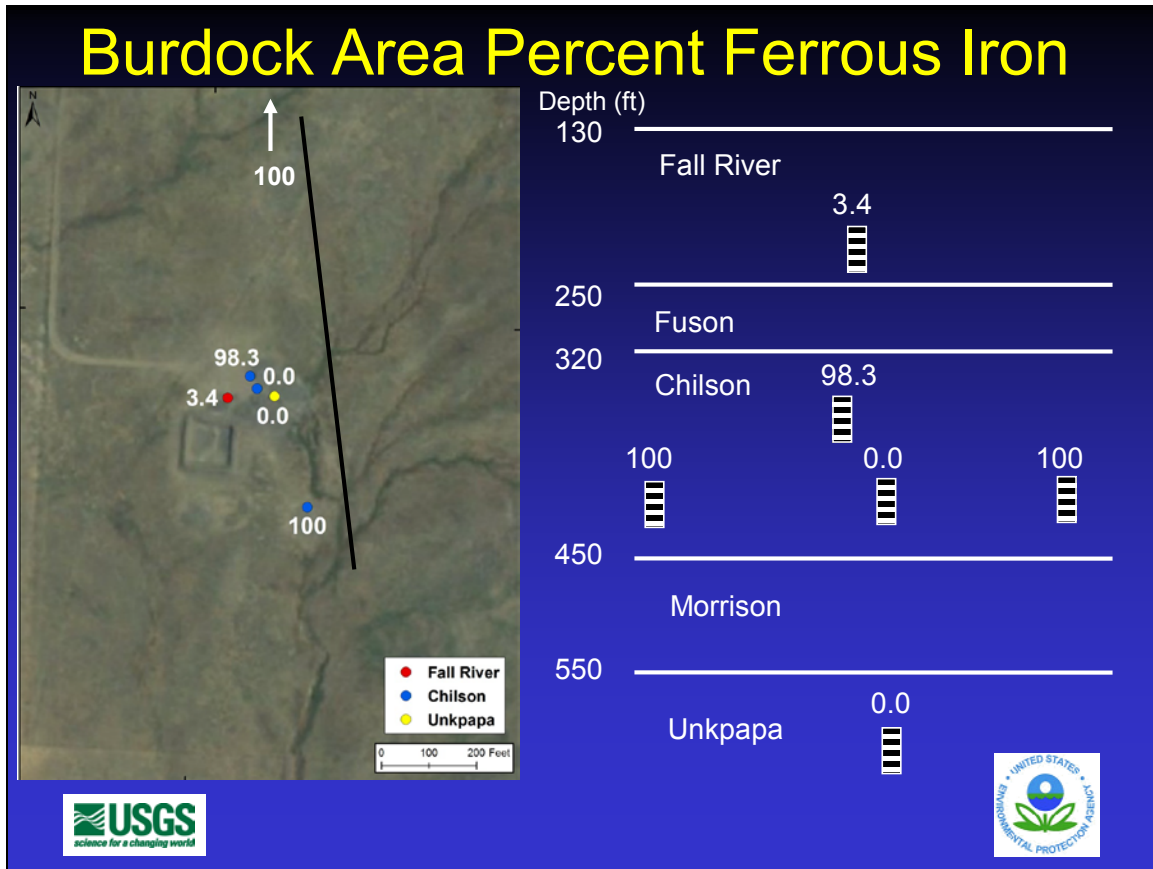 Burdock Area Percent Ferrous Iron
N
100
98.3
0.0
3.4
0.0
100
Fall River
Chilson
Unkpapa
0 100 200 Feet
Depth (ft)
130
Fall River
3.4
250
Fuson
320
Chilson
98.3
100 0.0 100
450
Morrison
550
0.0
Unkpapa
USGS
science for a changing world
UNITED STATES
ENVIRONMENTAL PROTECTION AGENCY